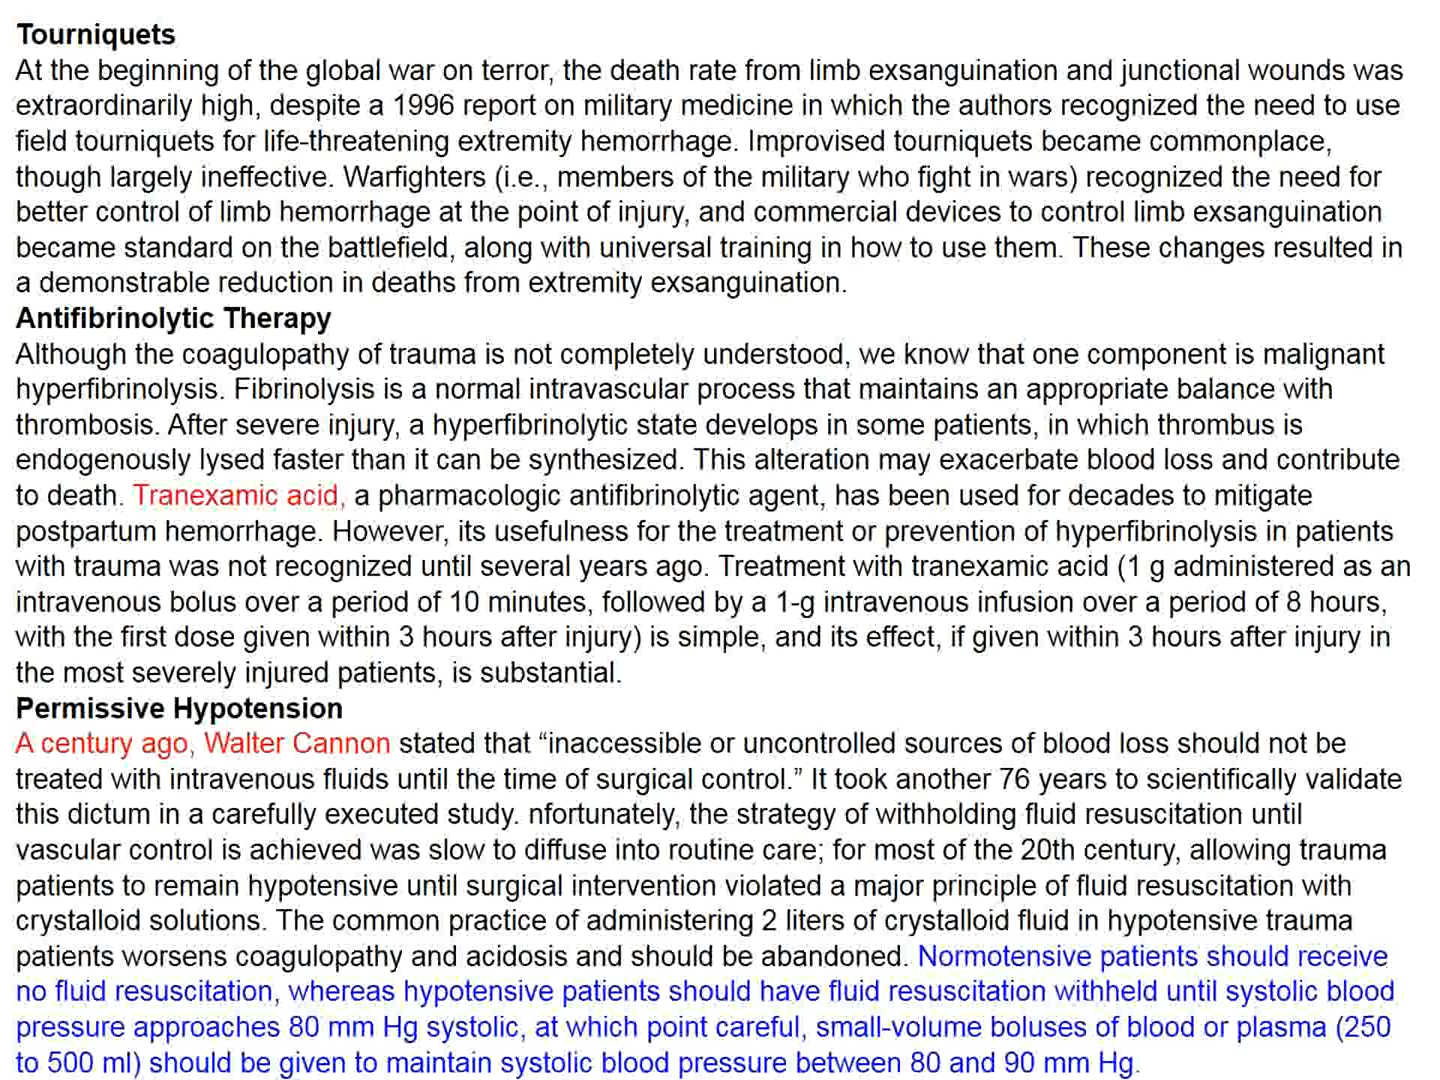 Tourniquets
At the beginning of the global war on terror, the death rate from limb exsanguination and junctional wounds was
extraordinarily high, despite a 1996 report on military medicine in which the authors recognized the need to use
field tourniquets for life-threatening extremity hemorrhage. Improvised tourniquets became commonplace,
though largely ineffective. Warfighters (i.e., members of the military who fight in wars) recognized the need for
better control of limb hemorrhage at the point of injury, and commercial devices to control limb exsanguination
became standard on the battlefield, along with universal training in how to use them. These changes resulted in
a demonstrable reduction in deaths from extremity exsanguination.
Antifibrinolytic Therapy
Although the coagulopathy of trauma is not completely understood, we know that one component is malignant
hyperfibrinolysis. Fibrinolysis is a normal intravascular process that maintains an appropriate balance with
thrombosis. After severe injury, a hyperfibrinolytic state develops in some patients, in which thrombus is
endogenously lysed faster than it can be synthesized. This alteration may exacerbate blood loss and contribute
to death. Tranexamic acid, a pharmacologic antifibrinolytic agent, has been used for decades to mitigate
postpartum hemorrhage. However, its usefulness for the treatment or prevention of hyperfibrinolysis in patients
with trauma was not recognized until several years ago. Treatment with tranexamic acid (1 g administered as an
intravenous bolus over a period of 10 minutes, followed by a 1-g intravenous infusion over a period of 8 hours,
with the first dose given within 3 hours after injury) is simple, and its effect, if given within 3 hours after injury in
the most severely injured patients, is substantial.
Permissive Hypotension
A century ago, Walter Cannon stated that “inaccessible or uncontrolled sources of blood loss should not be
treated with intravenous fluids until the time of surgical control.” It took another 76 years to scientifically validate
this dictum in a carefully executed study. nfortunately, the strategy of withholding fluid resuscitation until
vascular control is achieved was slow to diffuse into routine care; for most of the 20th century, allowing trauma
patients to remain hypotensive until surgical intervention violated a major principle of fluid resuscitation with
crystalloid solutions. The common practice of administering 2 liters of crystalloid fluid in hypotensive trauma
patients worsens coagulopathy and acidosis and should be abandoned. Normotensive patients should receive
no fluid resuscitation, whereas hypotensive patients should have fluid resuscitation withheld until systolic blood
pressure approaches 80 mm Hg systolic, at which point careful, small-volume boluses of blood or plasma (250
to 500 ml) should be given to maintain systolic blood pressure between 80 and 90 mm Hg.